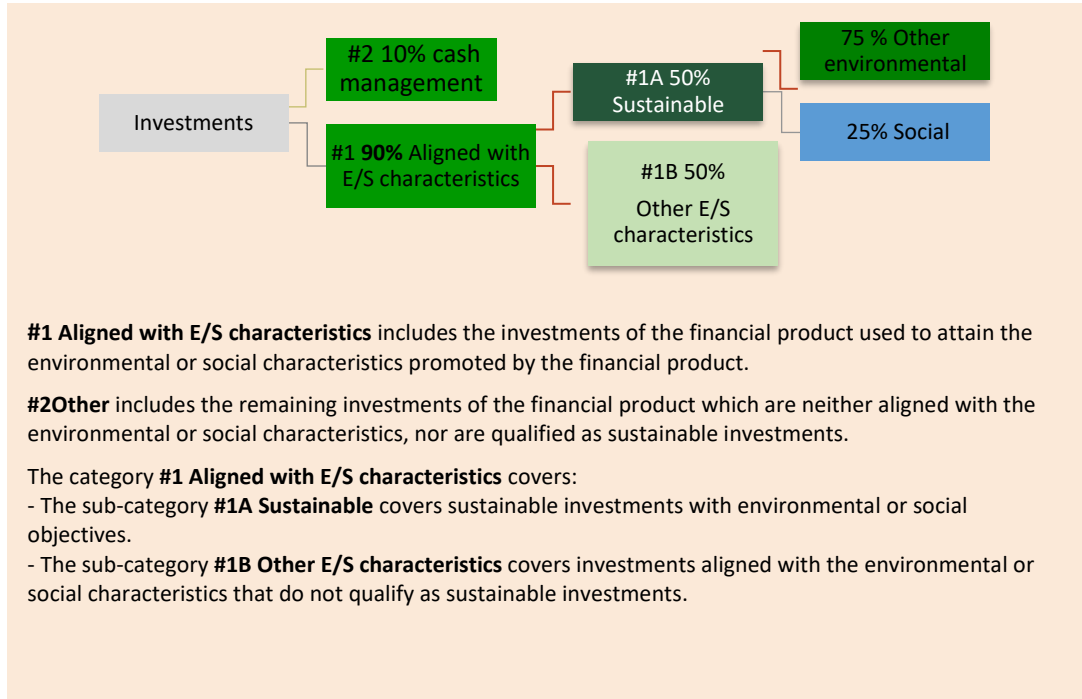 #2 10% cash
management
75 % Other
environmental
#1A 50%
Sustainable
Investments
25% Social
#1 90% Aligned with
E/S characteristics
#1B 50%
Other E/S
characteristics
#1 Aligned with E/S characteristics includes the investments of the financial product used to attain the
environmental or social characteristics promoted by the financial product.
#2Other includes the remaining investments of the financial product which are neither aligned with the
environmental or social characteristics, nor are qualified as sustainable investments.
The category #1 Aligned with E/S characteristics covers:
- The sub-category #1A Sustainable covers sustainable investments with environmental or social
objectives.
- The sub-category #1B Other E/S characteristics covers investments aligned with the environmental or
social characteristics that do not qualify as sustainable investments.